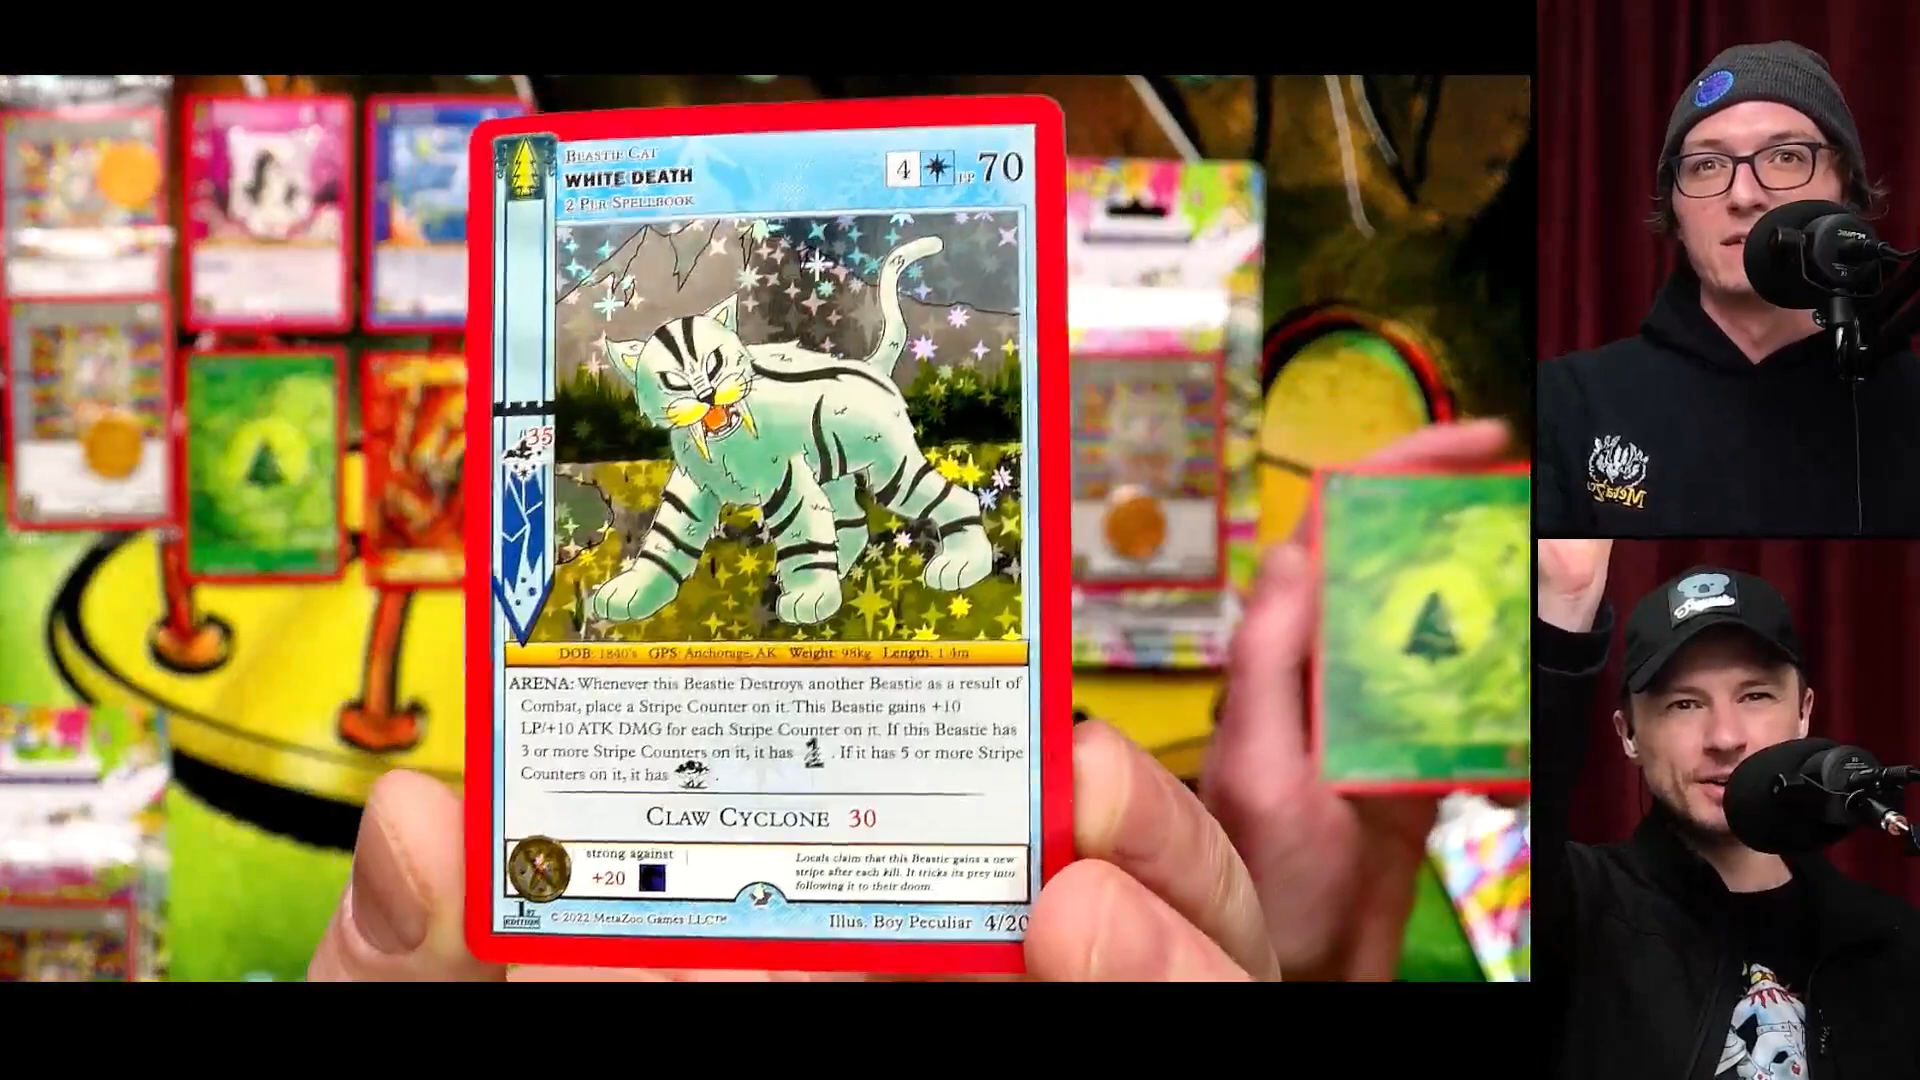 BEASTIE CAT
WHITE DEATH
2 PER SPELLBOOK
4
LP 70
35
DOB: 1840's GPS: Anchorage, AK Weight: 98kg Length: 1.4m
ARENA: Whenever this Beastie Destroys another Beastie as a result of
Combat, place a Stripe Counter on it. This Beastie gains +10
LP/+10 ATK DMG for each Stripe Counter on it. If this Beastie has
3 or more Stripe Counters on it, it has . If it has 5 or more Stripe
Counters on it, it has .
CLAW CYCLONE 30
strong against
+20
Locals claim that this Beastie gains a new
stripe after each kill. It tricks its prey into
following it to their doom.
1ST
EDITION
© 2022 MetaZoo Games LLC™
Illus. Boy Peculiar 4/20